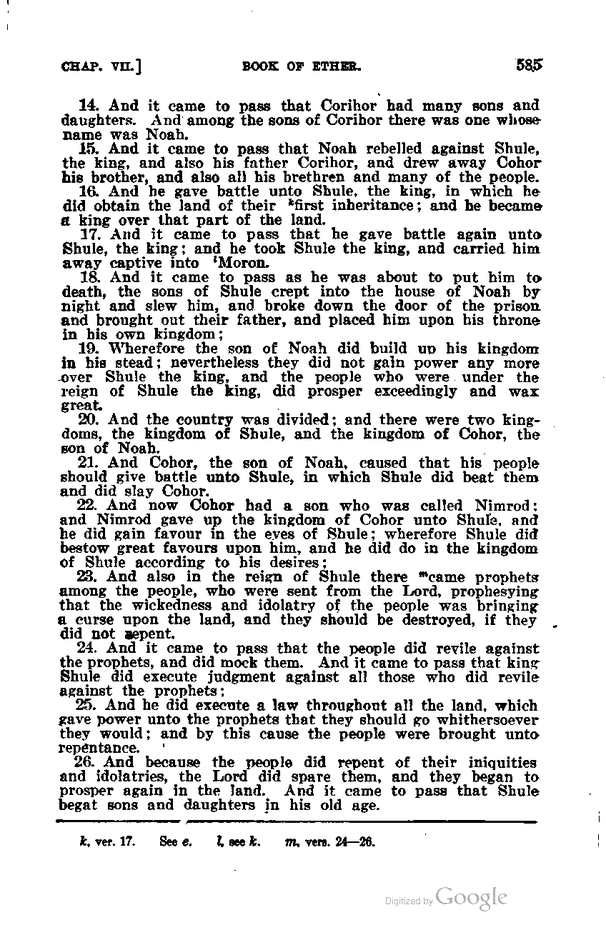 CHAP. VII.] BOOK OF ETHER. 585
14. And it came to pass that Corihor had many sons and
daughters. And among the sons of Corihor there was one whose
name was Noah.
15. And it came to pass that Noah rebelled against Shule,
the king, and also his father Corihor, and drew away Cohor
his brother, and also all his brethren and many of the people.
16. And he gave battle unto Shule, the king, in which he
did obtain the land of their kfirst inheritance; and he became
a king over that part of the land.
17. And it came to pass that he gave battle again unto
Shule, the king; and he took Shule the king, and carried him
away captive into lMoron.
18. And it came to pass as he was about to put him to
death, the sons of Shule crept into the house of Noah by
night and slew him, and broke down the door of the prison
and brought out their father, and placed him upon his throne
in his own kingdom;
19. Wherefore the son of Noah did build up his kingdom
in his stead; nevertheless they did not gain power any more
over Shule the king, and the people who were under the
reign of Shule the king, did prosper exceedingly and wax
great.
20. And the country was divided; and there were two king-
doms, the kingdom of Shule, and the kingdom of Cohor, the
son of Noah.
21. And Cohor, the son of Noah, caused that his people
should give battle unto Shule, in which Shule did beat them
and did slay Cohor.
22. And now Cohor had a son who was called Nimrod;
and Nimrod gave up the kingdom of Cohor unto Shule, and
he did gain favour in the eyes of Shule; wherefore Shule did
bestow great favours upon him, and he did do in the kingdom
of Shule according to his desires;
23. And also in the reign of Shule there mcame prophets
among the people, who were sent from the Lord, prophesying
that the wickedness and idolatry of the people was bringing
a curse upon the land, and they should be destroyed, if they
did not repent.
24. And it came to pass that the people did revile against
the prophets, and did mock them. And it came to pass that king
Shule did execute judgment against all those who did revile
against the prophets;
25. And he did execute a law throughout all the land, which
gave power unto the prophets that they should go whithersoever
they would; and by this cause the people were brought unto
repentance.
26. And because the people did repent of their iniquities
and idolatries, the Lord did spare them, and they began to
prosper again in the land. And it came to pass that Shule
begat sons and daughters in his old age.
k, ver. 17. See e. l, see k. m, vers. 24—26.
Digitized by Google